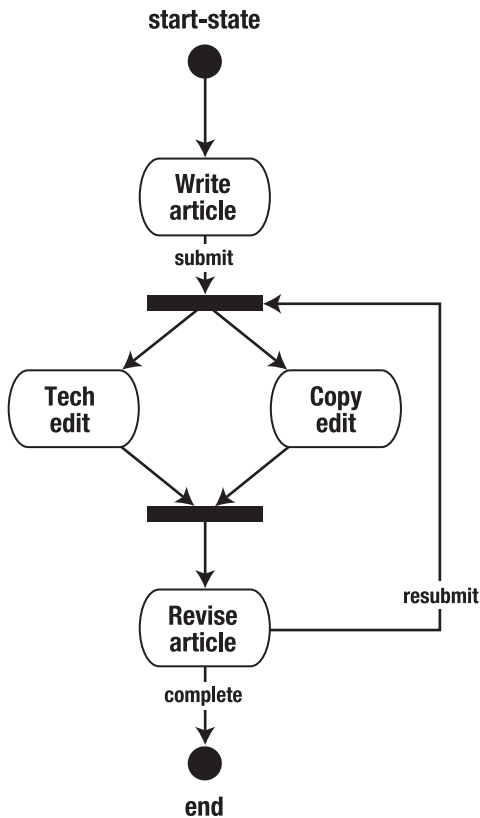 start-state
Write
article
submit
Tech
edit
Copy
edit
Revise
article
resubmit
complete
end